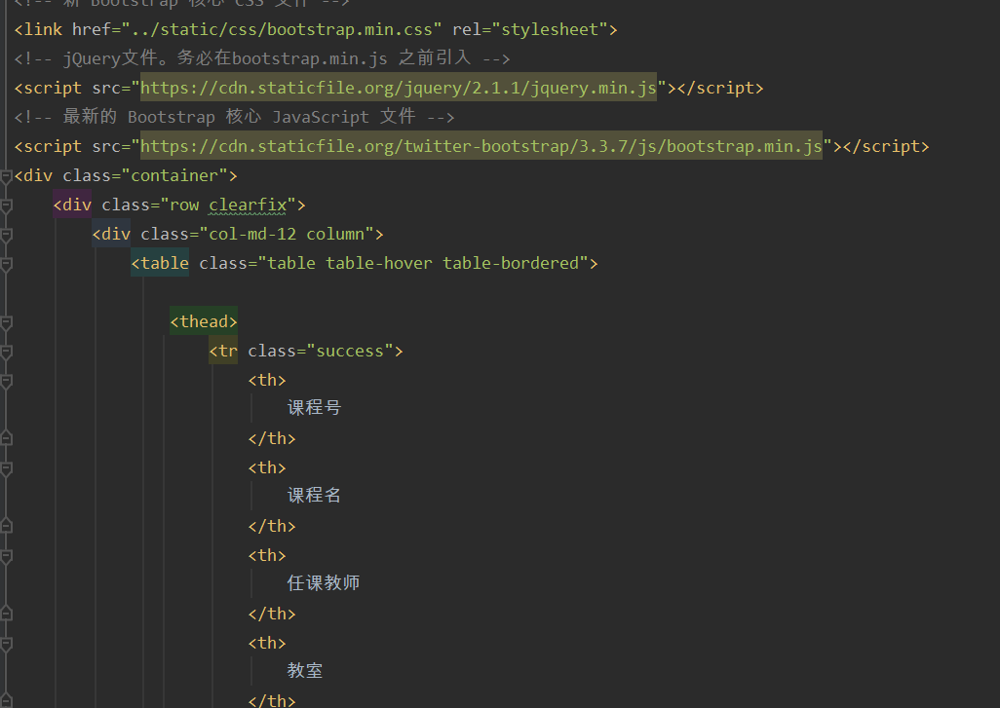 <!-- 新 Bootstrap 核心 CSS 文件 -->
<link href="../static/css/bootstrap.min.css" rel="stylesheet">
<!-- jQuery文件。务必在bootstrap.min.js 之前引入 -->
<script src="https://cdn.staticfile.org/jquery/2.1.1/jquery.min.js"></script>
<!-- 最新的 Bootstrap 核心 JavaScript 文件 -->
<script src="https://cdn.staticfile.org/twitter-bootstrap/3.3.7/js/bootstrap.min.js"></script>
<div class="container">
<div class="row clearfix">
<div class="col-md-12 column">
<table class="table table-hover table-bordered">
<thead>
<tr class="success">
<th>
课程号
</th>
<th>
课程名
</th>
<th>
任课教师
</th>
<th>
教室
</th>